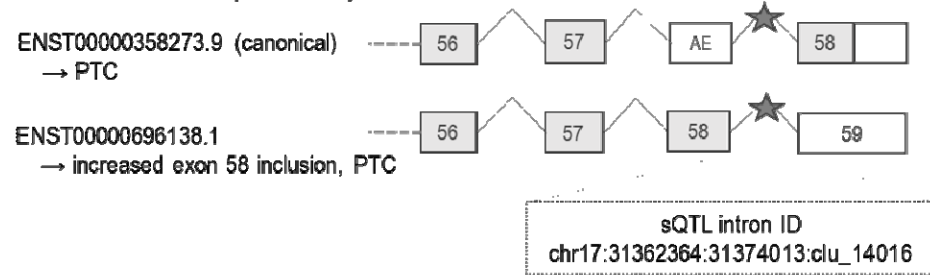 ENST00000358273.9 (canonical)
→ PTC
56 57 AE 58
ENST00000696138.1
→ increased exon 58 inclusion, PTC
56 57 58 59
sQTL intron ID
chr17:31362364:31374013:clu_14016